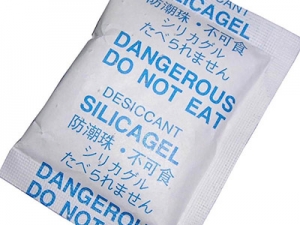 DESICCANT
SILICAGEL
防潮珠・不可食
シリカゲル
たべられません
DANGEROUS
DO NOT EAT
DESICCANT
SILICAGEL
防潮珠・不可食
シリカゲル
たべられません
DANGEROUS
DO NOT EAT